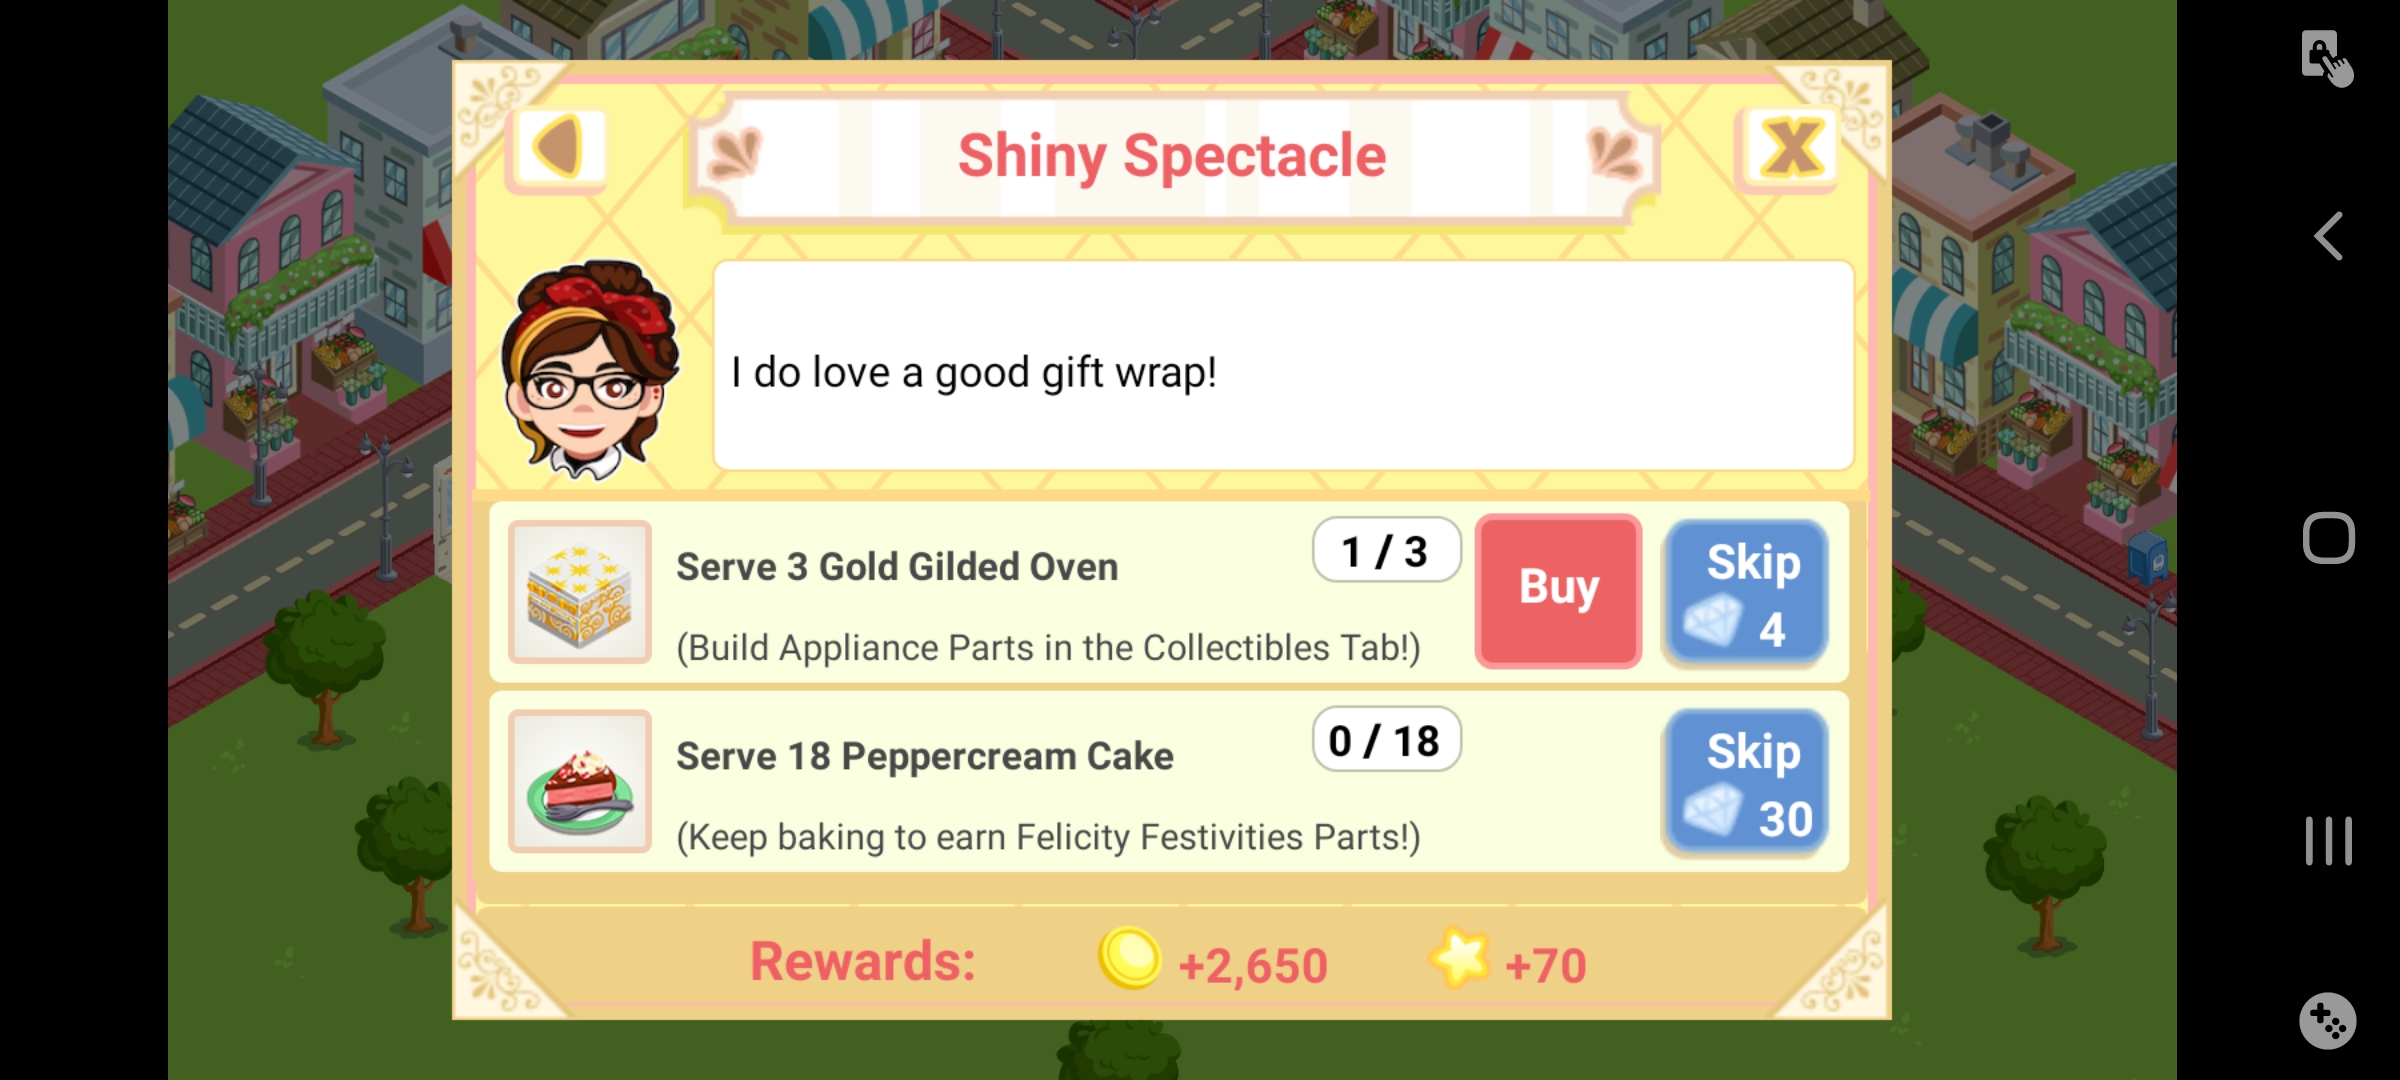 Shiny Spectacle
I do love a good gift wrap!
Serve 3 Gold Gilded Oven
1 / 3
Buy
Skip
4
(Build Appliance Parts in the Collectibles Tab!)
Serve 18 Peppercream Cake
0 / 18
Skip
30
(Keep baking to earn Felicity Festivities Parts!)
Rewards: +2,650 +70